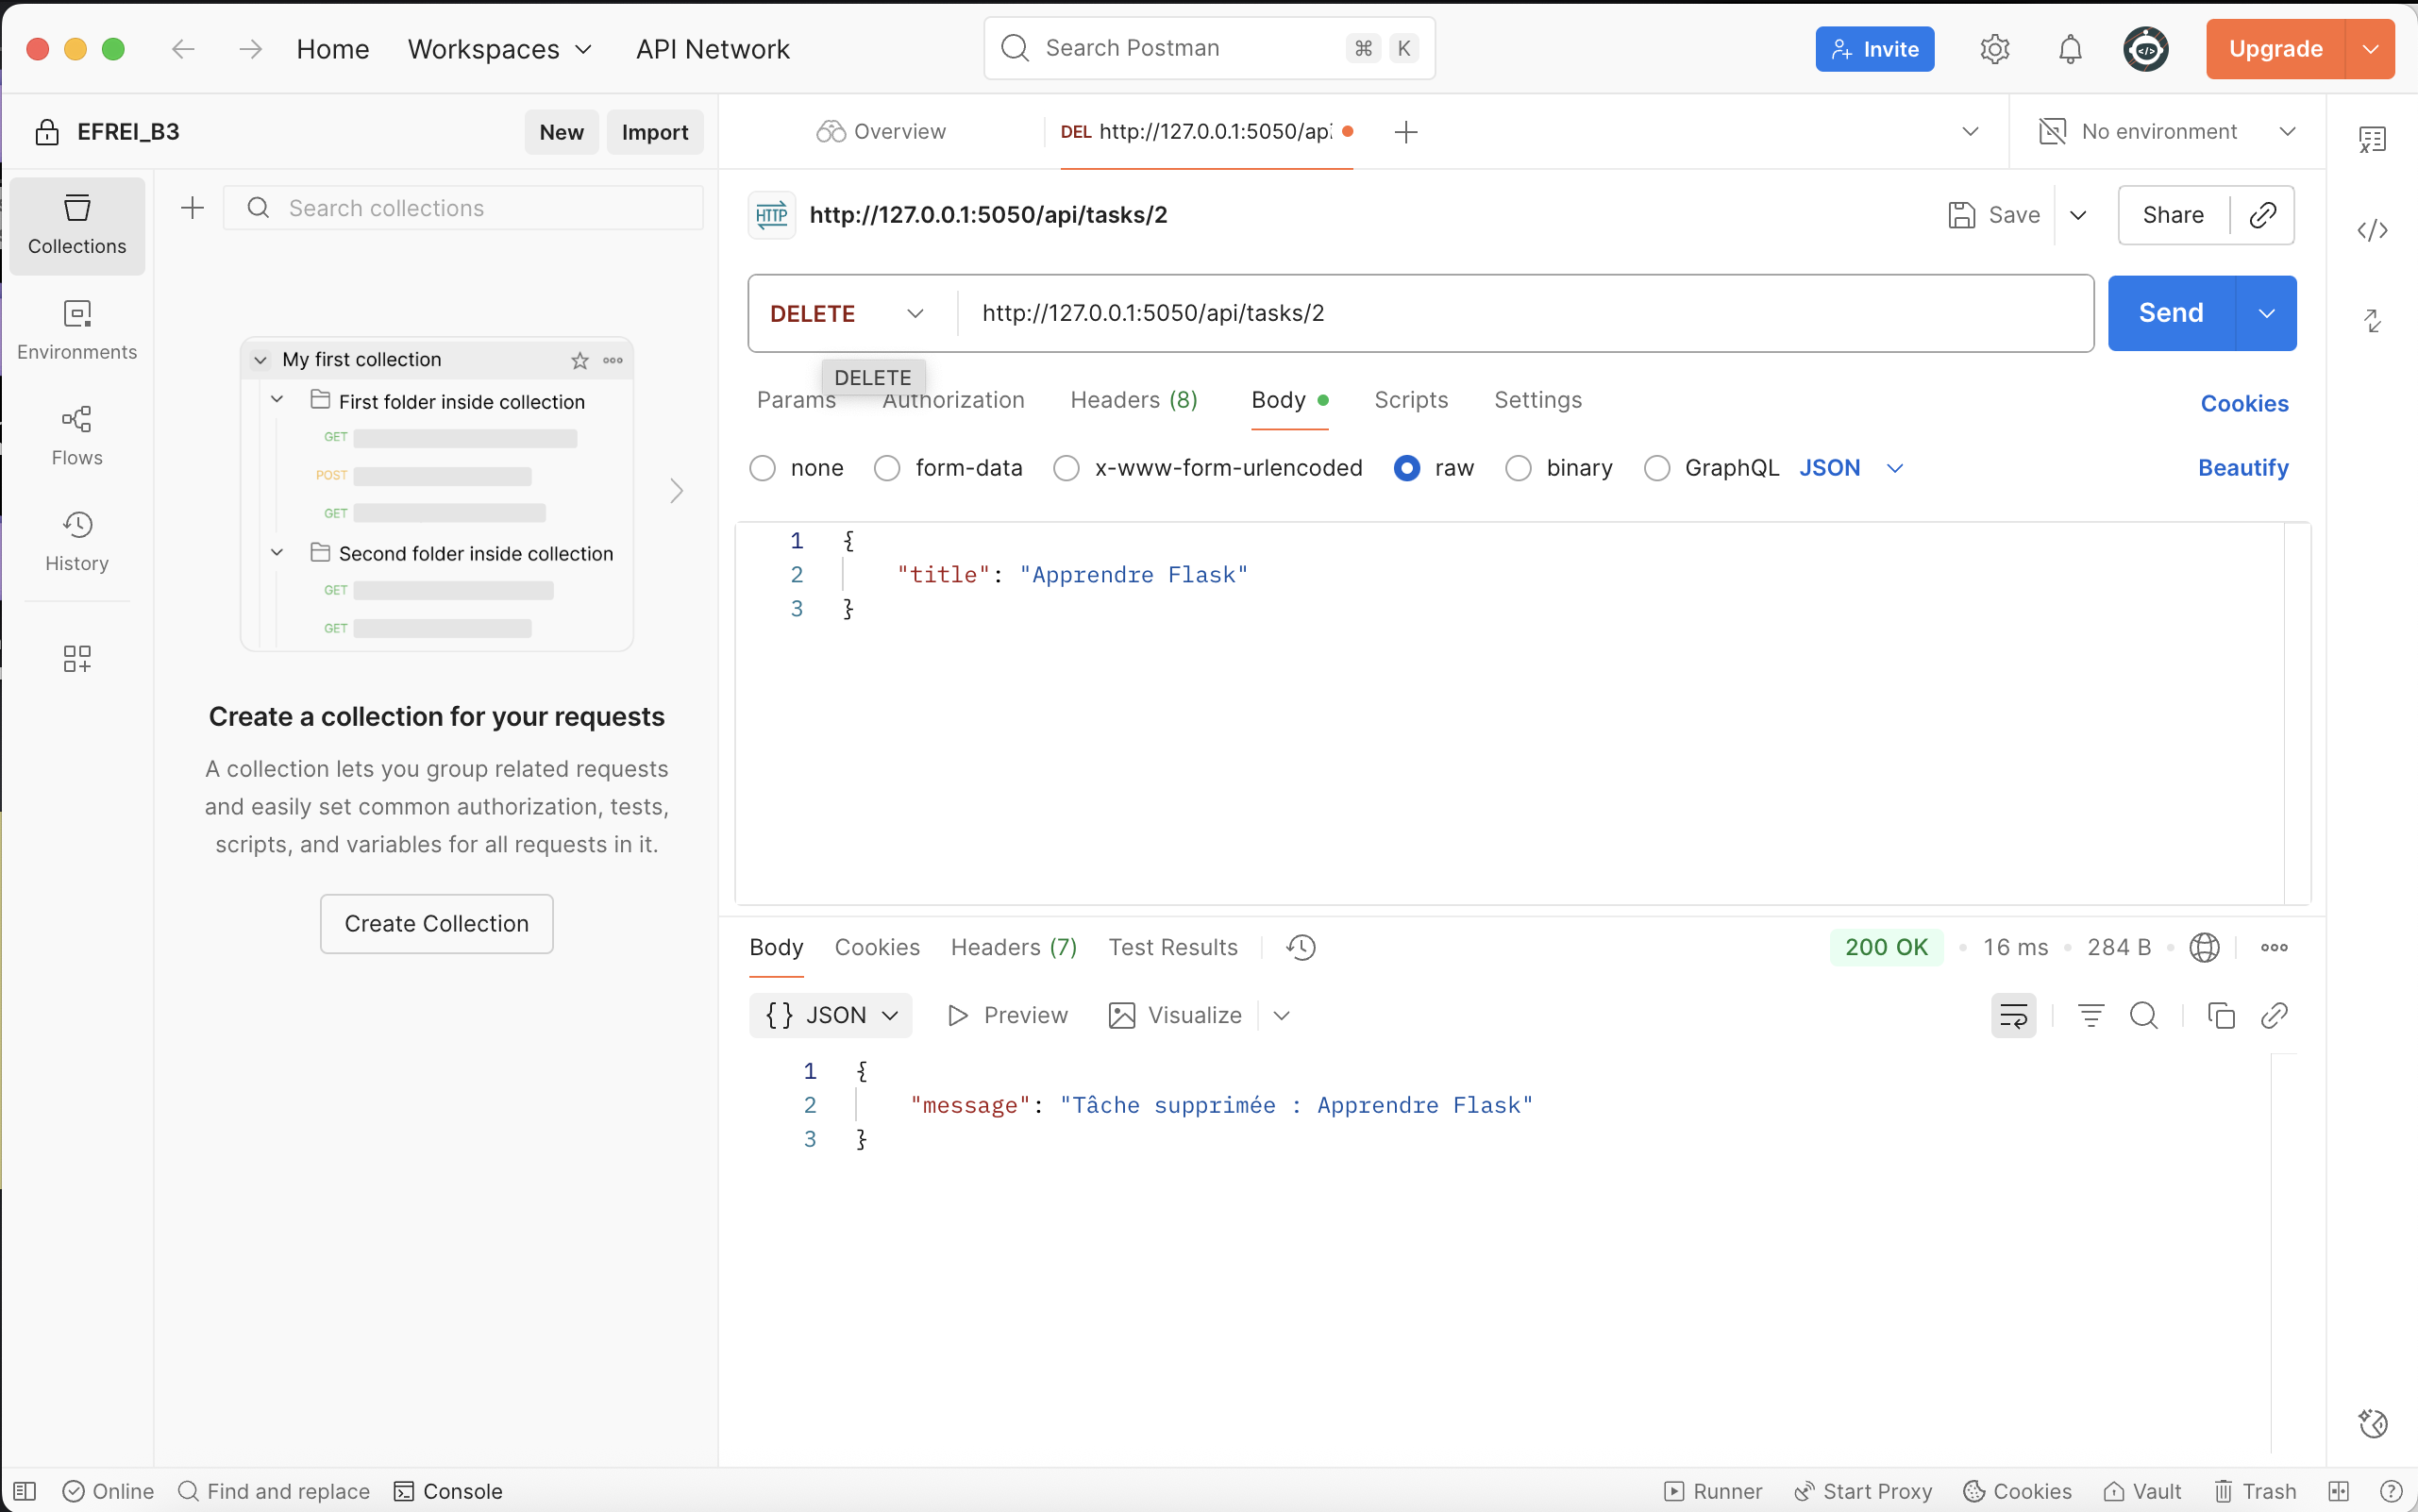 Home Workspaces API Network Search Postman ⌘ K Invite Upgrade
EFREI_B3 New Import Overview DEL http://127.0.0.1:5050/api No environment
Collections
Environments
Flows
History
Search collections
My first collection
First folder inside collection
GET
POST
GET
Second folder inside collection
GET
GET
Create a collection for your requests
A collection lets you group related requests
and easily set common authorization, tests,
scripts, and variables for all requests in it.
Create Collection
HTTP http://127.0.0.1:5050/api/tasks/2 Save Share
DELETE http://127.0.0.1:5050/api/tasks/2 Send
DELETE
Params Authorization Headers (8) Body Scripts Settings Cookies
none form-data x-www-form-urlencoded raw binary GraphQL JSON Beautify
1 {
2 "title": "Apprendre Flask"
3 }
Body Cookies Headers (7) Test Results 200 OK • 16 ms • 284 B •
{} JSON Preview Visualize
1 {
2 "message": "Tâche supprimée : Apprendre Flask"
3 }
Online Find and replace Console Runner Start Proxy Cookies Vault Trash